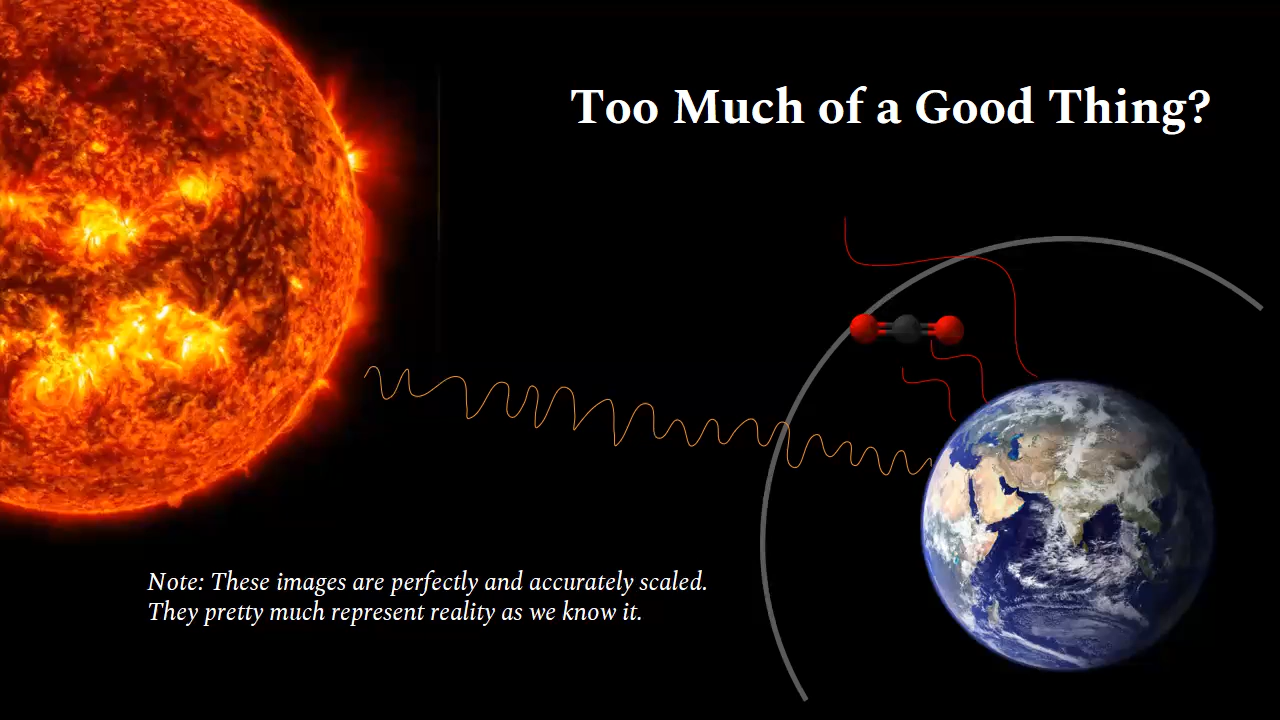 Too Much of a Good Thing?
Note: These images are perfectly and accurately scaled.
They pretty much represent reality as we know it.